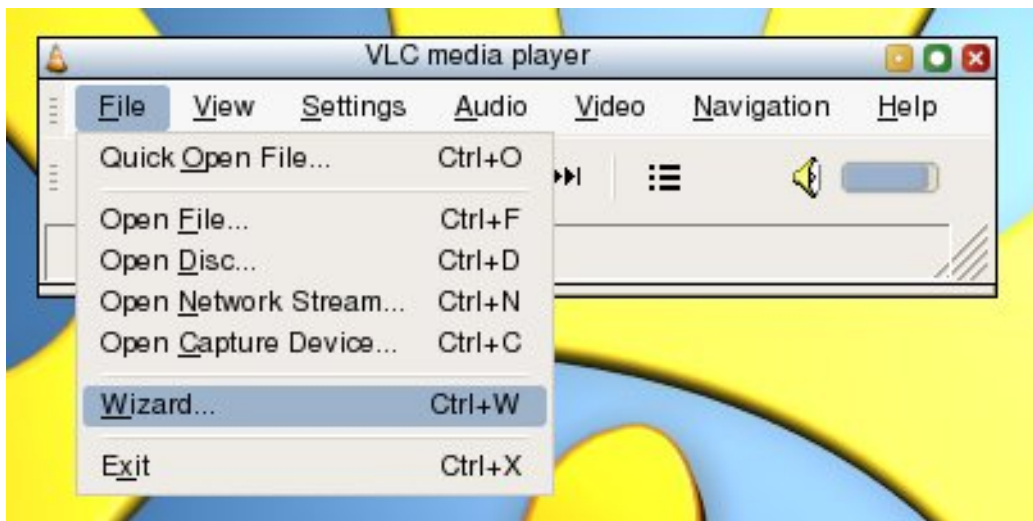 VLC media player
File View Settings Audio Video Navigation Help
Quick Open File... Ctrl+O
Open File... Ctrl+F
Open Disc... Ctrl+D
Open Network Stream... Ctrl+N
Open Capture Device... Ctrl+C
Wizard... Ctrl+W
Exit Ctrl+X